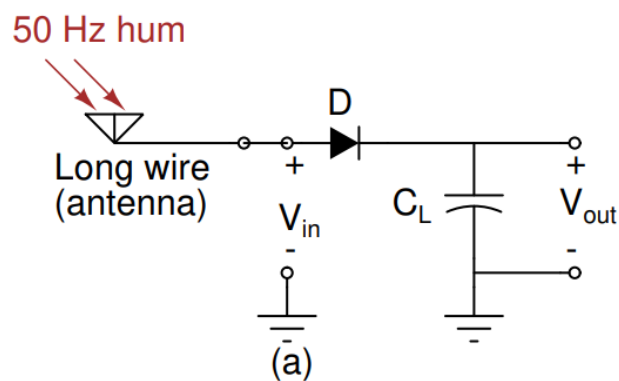 50 Hz hum
D
Long wire
(antenna)
+
V_in
-
C_L
+
V_out
-
(a)